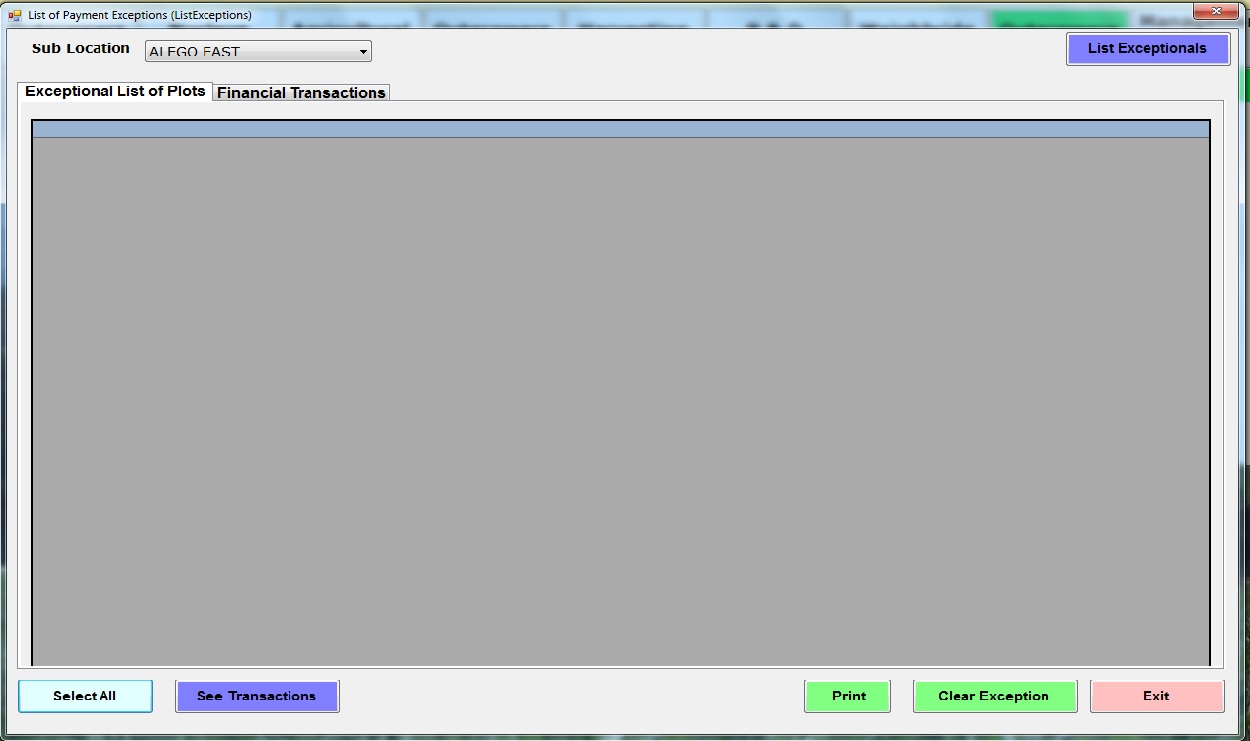 List of Payment Exceptions (ListExceptions)
Sub Location ALEGO EAST List Exceptionals
Exceptional List of Plots Financial Transactions
Select All See Transactions Print Clear Exception Exit